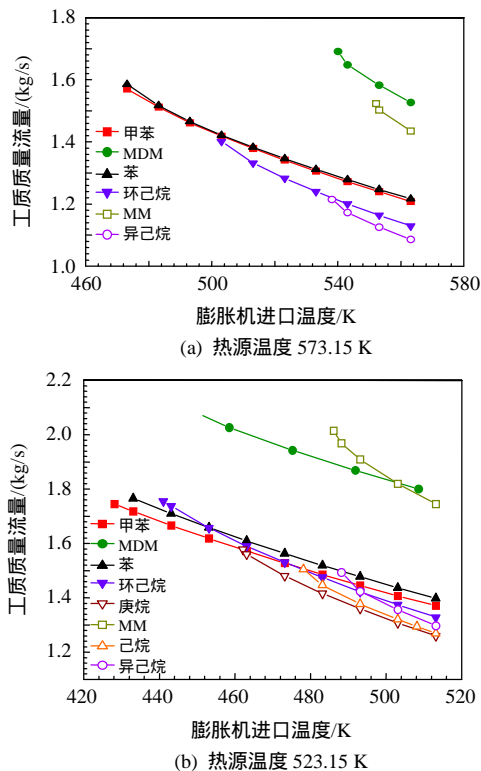 1.8
1.6
1.4
1.2
1.0
工质质量流量/(kg/s)
甲苯
MDM
苯
环己烷
MM
异己烷
460 500 540 580
膨胀机进口温度/K
(a) 热源温度 573.15 K
2.2
2.0
1.8
1.6
1.4
1.2
工质质量流量/(kg/s)
甲苯
MDM
苯
环己烷
庚烷
MM
己烷
异己烷
420 440 460 480 500 520
膨胀机进口温度/K
(b) 热源温度 523.15 K